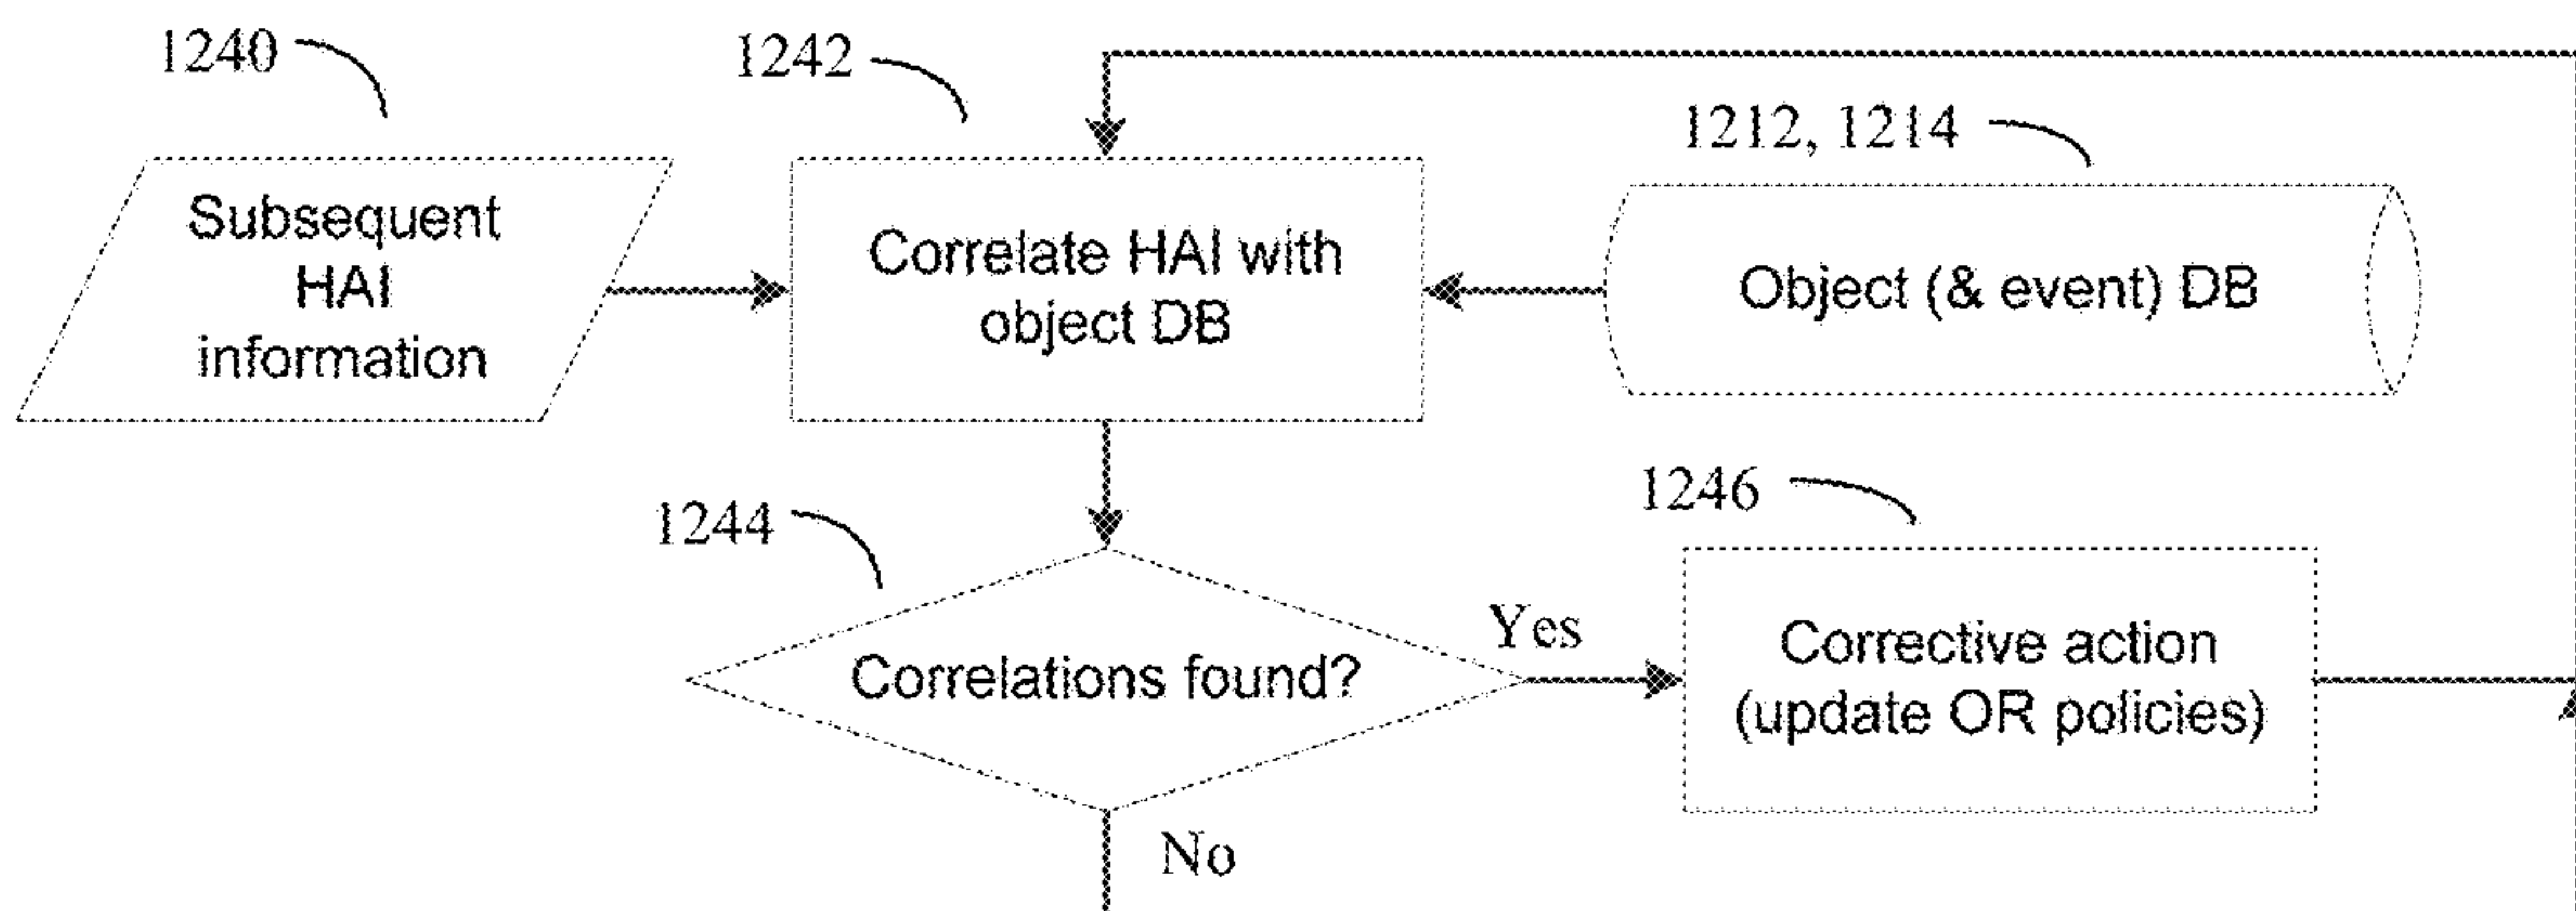 1240
1242
1212, 1214
Subsequent
HAI
information
Correlate HAI with
object DB
Object (& event) DB
1244
1246
Correlations found?
Yes
Corrective action
(update OR policies)
No